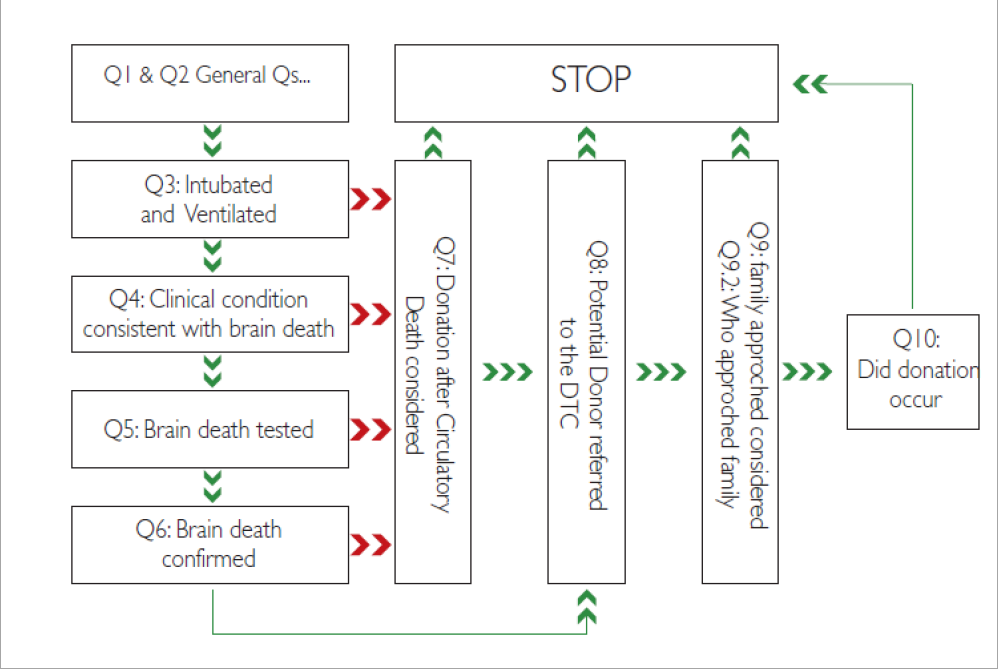 Q1 & Q2 General Qs...
STOP
Q3: Intubated
and Ventilated
Q4: Clinical condition
consistent with brain death
Q5: Brain death tested
Q6: Brain death
confirmed
Q7: Donation after Circulatory
Death considered
Q8: Potential Donor referred
to the DTC
Q9: family approched considered
Q9.2: Who approched family
Q10:
Did donation
occur